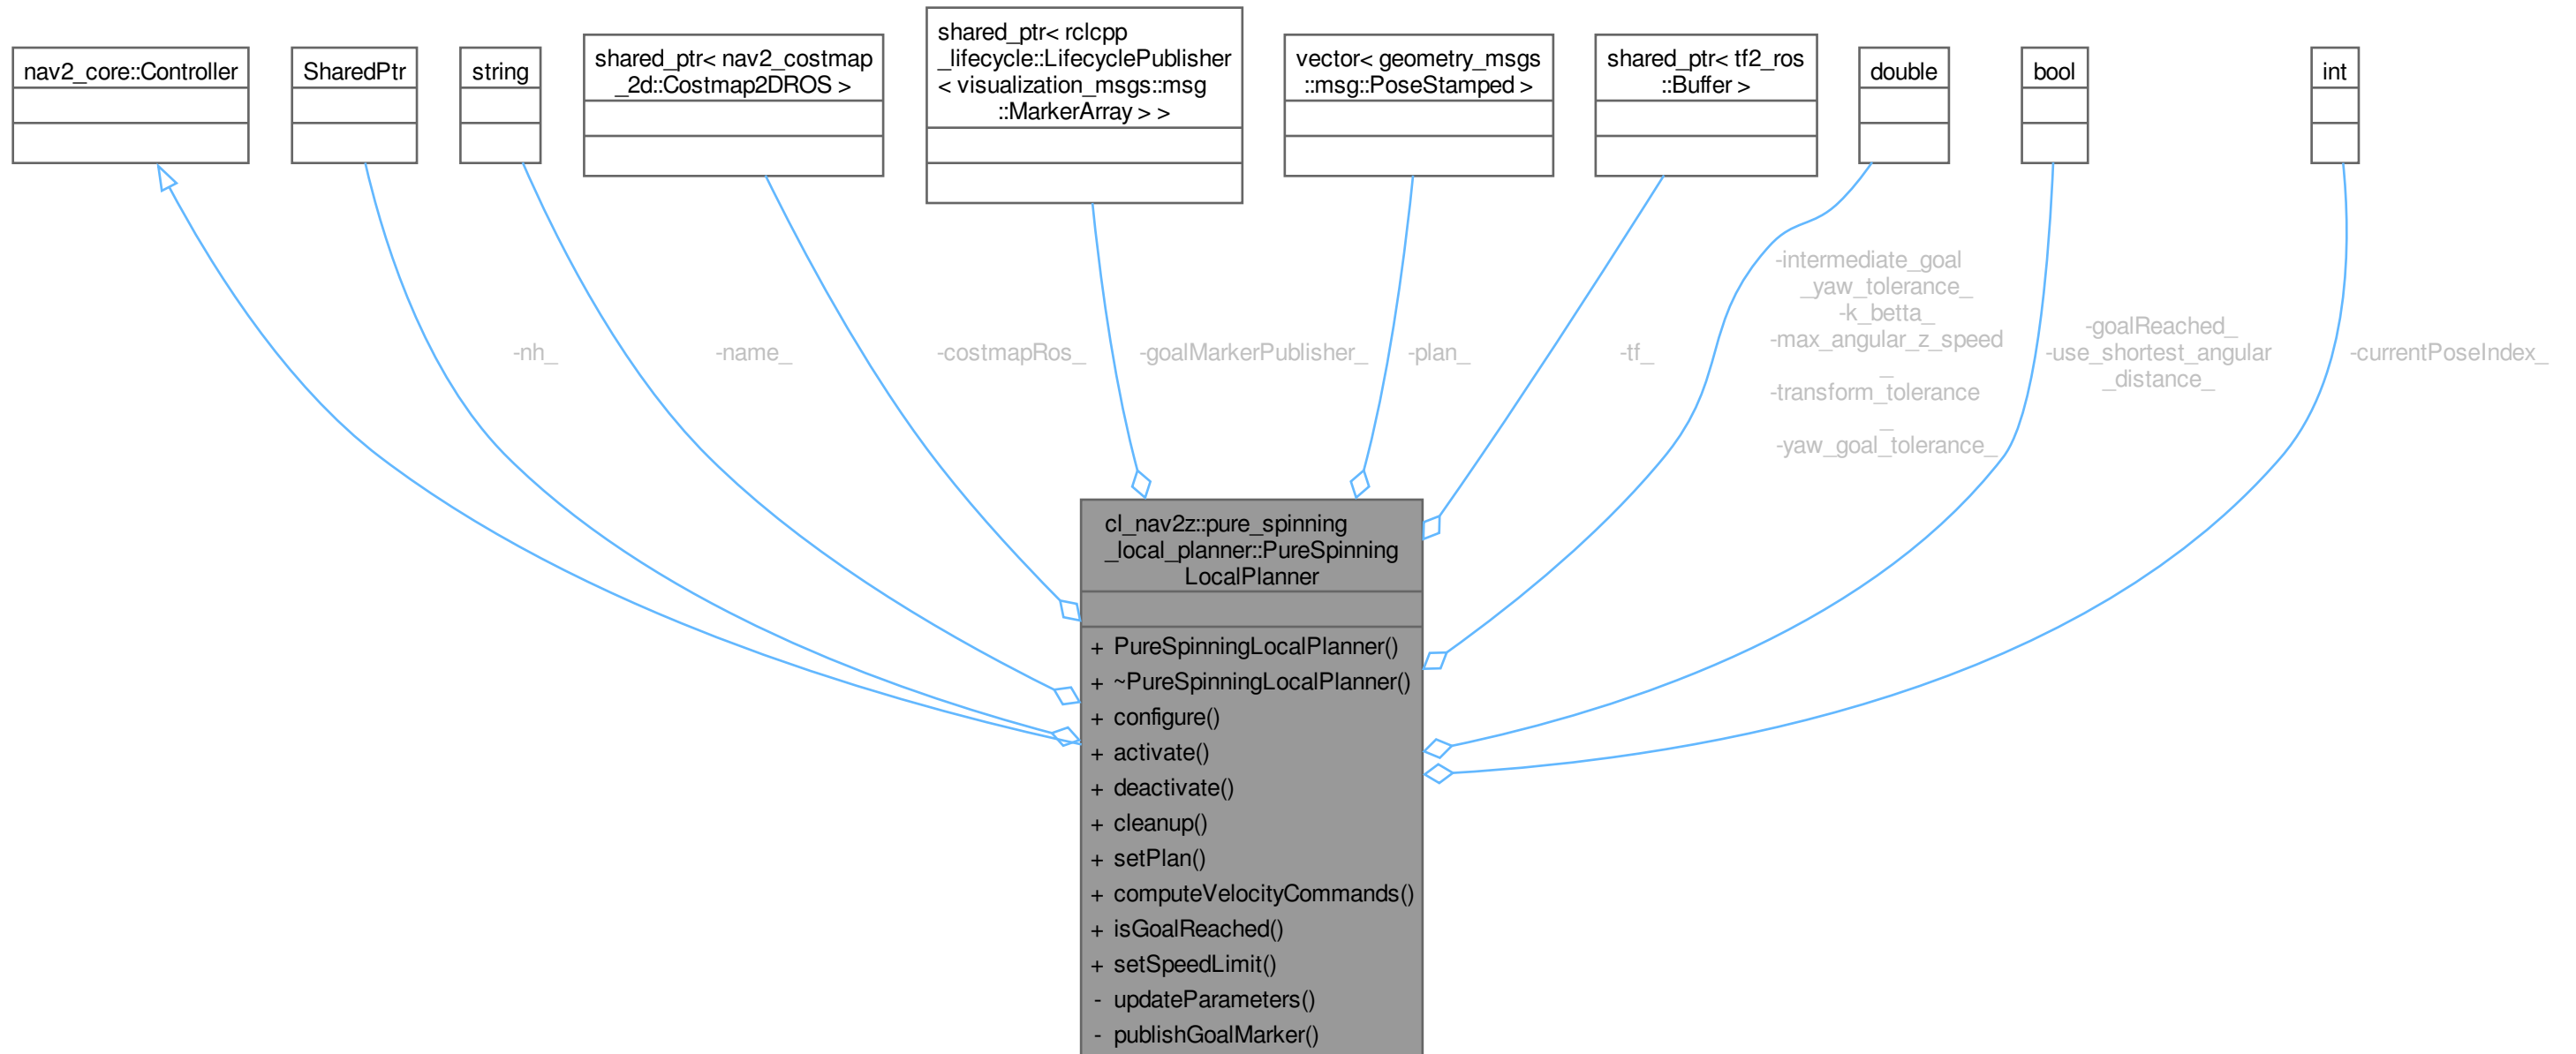 nav2_core::Controller
SharedPtr
string
shared_ptr< nav2_costmap
_2d::Costmap2DROS >
shared_ptr< rclcpp
_lifecycle::LifecyclePublisher
< visualization_msgs::msg
::MarkerArray > >
vector< geometry_msgs
::msg::PoseStamped >
shared_ptr< tf2_ros
::Buffer >
double
bool
int
-nh_
-name_
-costmapRos_
-goalMarkerPublisher_
-plan_
-tf_
-intermediate_goal
_yaw_tolerance_
-k_betta_
-max_angular_z_speed
_
-transform_tolerance
_
-yaw_goal_tolerance_
-goalReached_
-use_shortest_angular
_distance_
-currentPoseIndex_
cl_nav2z::pure_spinning
_local_planner::PureSpinning
LocalPlanner
+ PureSpinningLocalPlanner()
+ ~PureSpinningLocalPlanner()
+ configure()
+ activate()
+ deactivate()
+ cleanup()
+ setPlan()
+ computeVelocityCommands()
+ isGoalReached()
+ setSpeedLimit()
- updateParameters()
- publishGoalMarker()